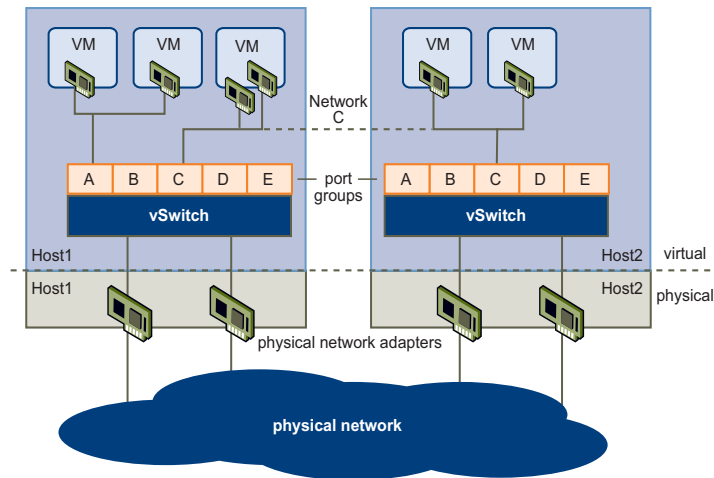 VM
VM
VM
VM
VM
Network
C
A
B
C
D
E
port
groups
A
B
C
D
E
vSwitch
vSwitch
Host1
Host2
virtual
Host1
Host2
physical
physical network adapters
physical network